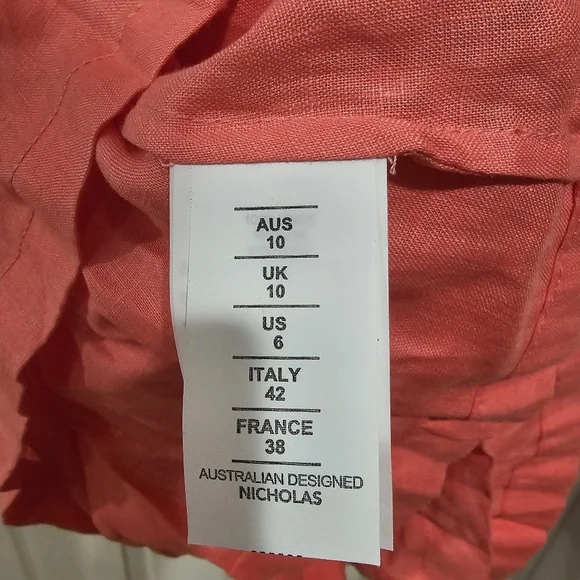 AUS
10
UK
10
US
6
ITALY
42
FRANCE
38
AUSTRALIAN DESIGNED
NICHOLAS